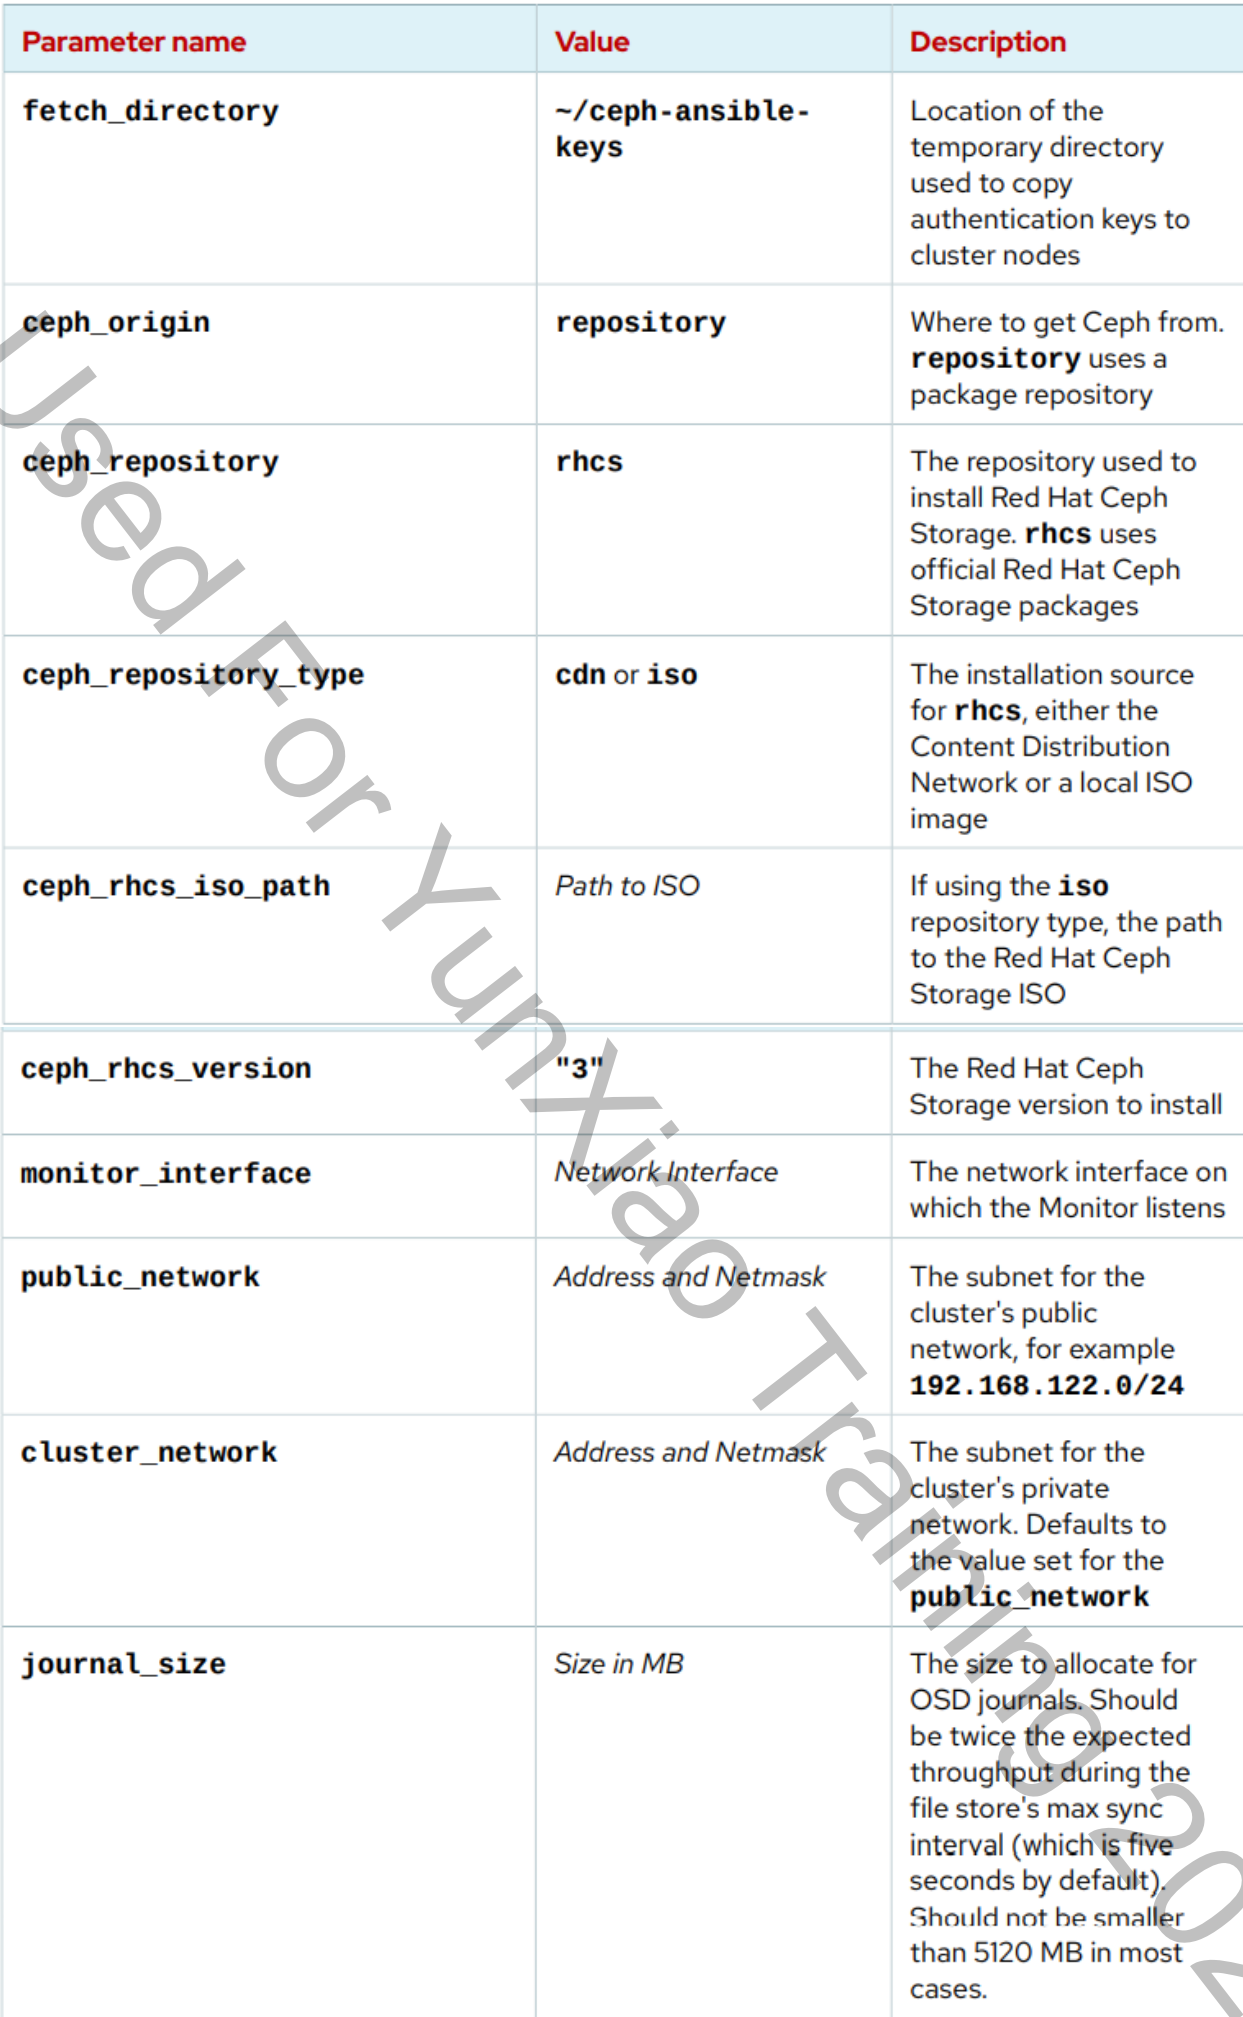 Parameter name Value Description
fetch_directory ~/ceph-ansible- Location of the
keys temporary directory
used to copy
authentication keys to
cluster nodes
ceph_origin repository Where to get Ceph from.
repository uses a
package repository
ceph_repository rhcs The repository used to
install Red Hat Ceph
Storage. rhcs uses
official Red Hat Ceph
Storage packages
ceph_repository_type cdn or iso The installation source
for rhcs, either the
Content Distribution
Network or a local ISO
image
ceph_rhcs_iso_path Path to ISO If using the iso
repository type, the path
to the Red Hat Ceph
Storage ISO
ceph_rhcs_version "3" The Red Hat Ceph
Storage version to install
monitor_interface Network Interface The network interface on
which the Monitor listens
public_network Address and Netmask The subnet for the
cluster's public
network, for example
192.168.122.0/24
cluster_network Address and Netmask The subnet for the
cluster's private
network. Defaults to
the value set for the
public_network
journal_size Size in MB The size to allocate for
OSD journals. Should
be twice the expected
throughput during the
file store's max sync
interval (which is five
seconds by default).
Should not be smaller
than 5120 MB in most
cases.
Used For YunXiao Training 202